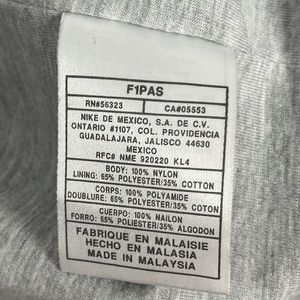 F1PAS
RN#56323 CA#05553
NIKE DE MEXICO, S.A. DE C.V.
ONTARIO #1107, COL. PROVIDENCIA
GUADALAJARA, JALISCO 44630
MEXICO
RFC# NME 920220 KL4
BODY: 100% NYLON
LINING: 65% POLYESTER/35% COTTON
CORPS: 100% POLYAMIDE
DOUBLURE: 65% POLYESTER/35% COTON
CUERPO: 100% NAILON
FORRO: 65% POLIESTER/35% ALGODON
FABRIQUE EN MALAISIE
HECHO EN MALASIA
MADE IN MALAYSIA